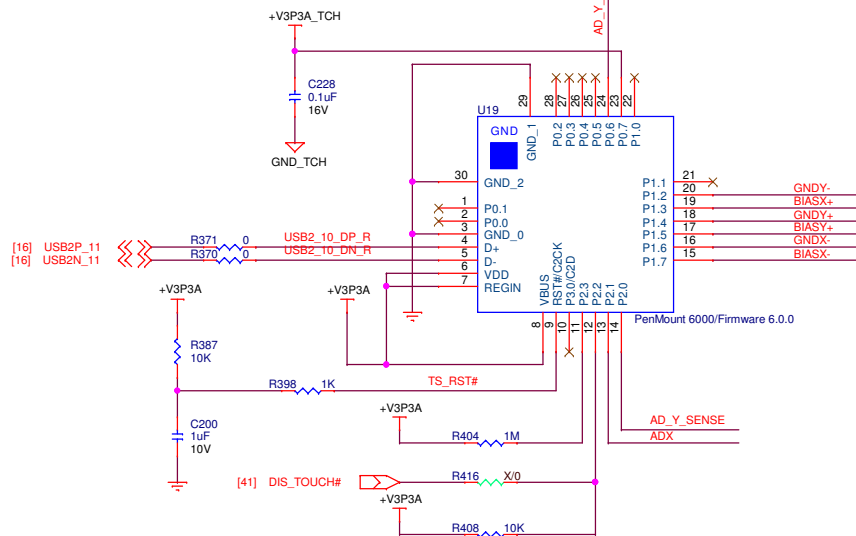 +V3P3A_TCH
AD_Y_
C228
0.1uF
16V
GND_TCH
29
28
27
26
25
24
23
22
U19
GND
GND_1
P0.2
P0.3
P0.4
P0.5
P0.6
P0.7
P1.0
30
GND_2
P1.1
21
P1.2
20
GNDY-
1
P0.1
P1.3
19
BIASX+
2
P0.0
P1.4
18
GNDY+
3
GND_0
P1.5
17
BIASY+
[16] USB2P_11
R371
0
USB2_10_DP_R
4
D+
P1.6
16
GNDX-
[16] USB2N_11
R370
0
USB2_10_DN_R
5
D-
P1.7
15
BIASX-
6
VDD
7
REGIN
+V3P3A
+V3P3A
VBUS
RST#/C2CK
P3.0/C2D
P2.3
P2.2
P2.1
P2.0
PenMount 6000/Firmware 6.0.0
8
9
10
11
12
13
14
R387
10K
R398
1K
TS_RST#
C200
1uF
10V
+V3P3A
R404
1M
AD_Y_SENSE
ADX
[41] DIS_TOUCH#
R416
X/0
+V3P3A
R408
10K